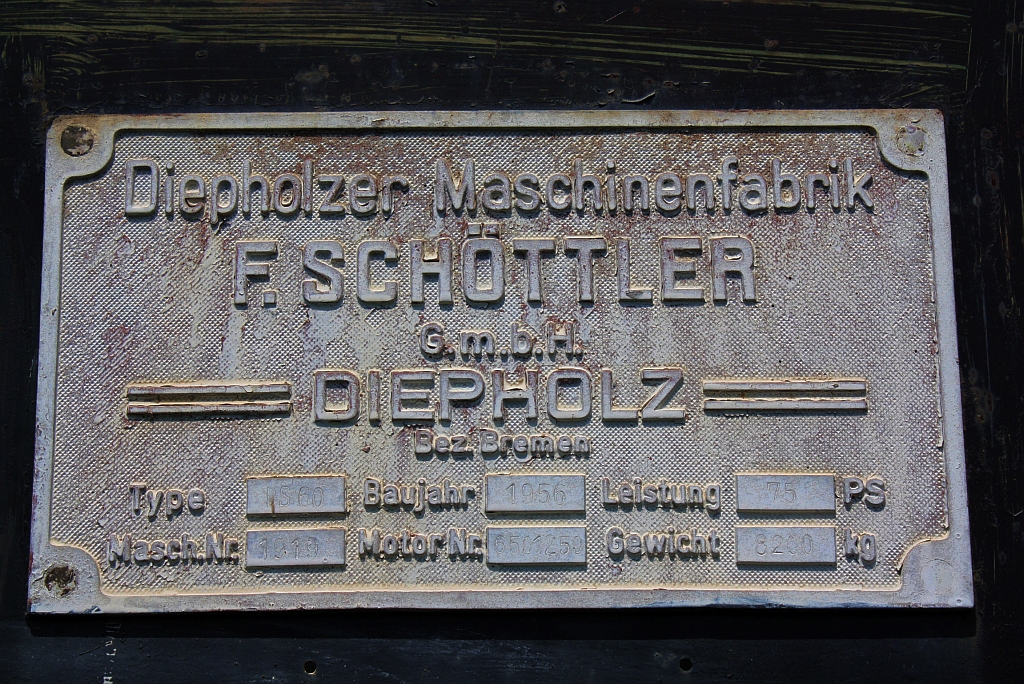 Diepholzer Maschinenfabrik
F. SCHÖTTLER
G.m.b.H.
DIEPHOLZ
Bez. Bremen
Type Baujahr 1956 Leistung 75 PS
Masch.Nr. Motor Nr. Gewicht 8200 kg